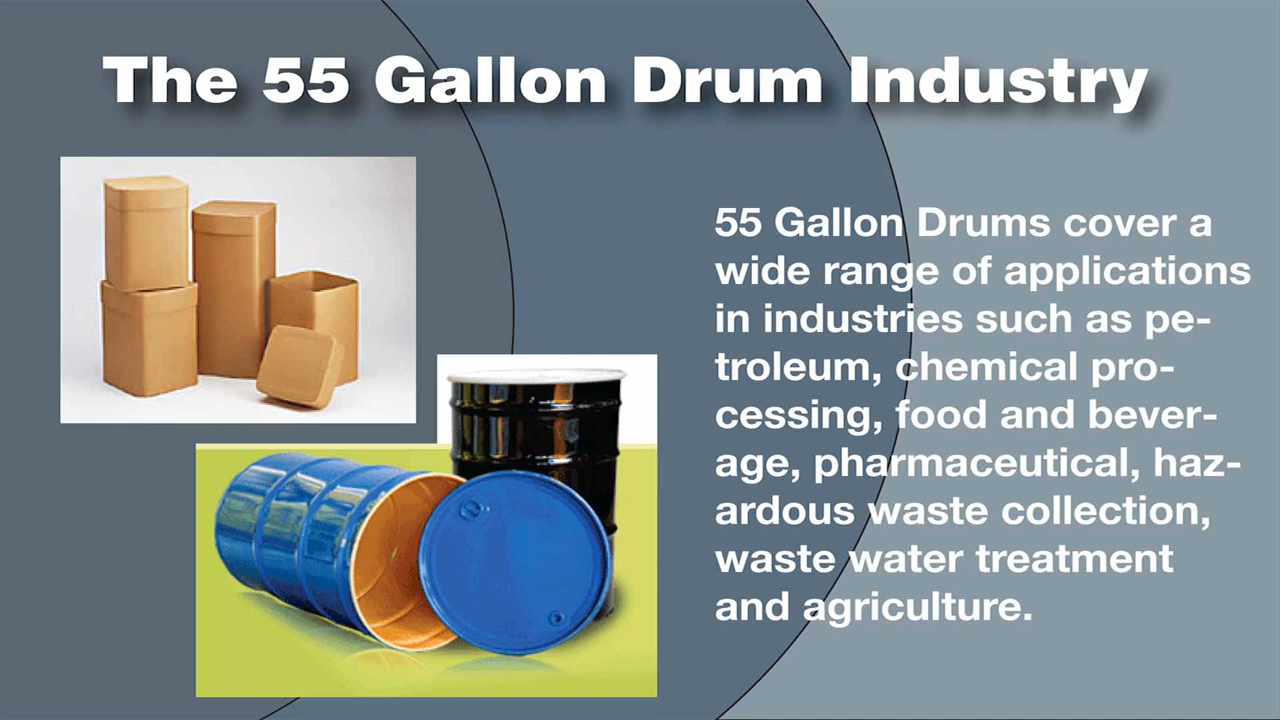 The 55 Gallon Drum Industry
55 Gallon Drums cover a
wide range of applications
in industries such as pe-
troleum, chemical pro-
cessing, food and bever-
age, pharmaceutical, haz-
ardous waste collection,
waste water treatment
and agriculture.